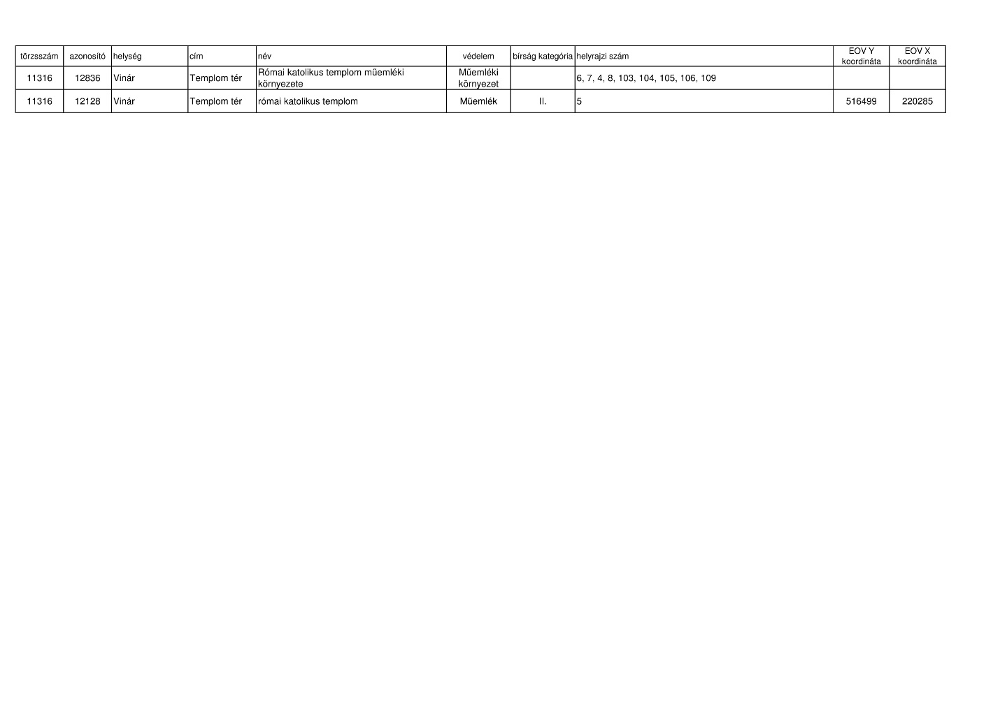 törzsszám azonosító helység cím név védelem bírság kategória helyrajzi szám EOV Y koordináta EOV X koordináta
11316 12836 Vinár Templom tér Római katolikus templom műemléki környezete Műemléki környezet 6, 7, 4, 8, 103, 104, 105, 106, 109
11316 12128 Vinár Templom tér római katolikus templom Műemlék II. 5 516499 220285